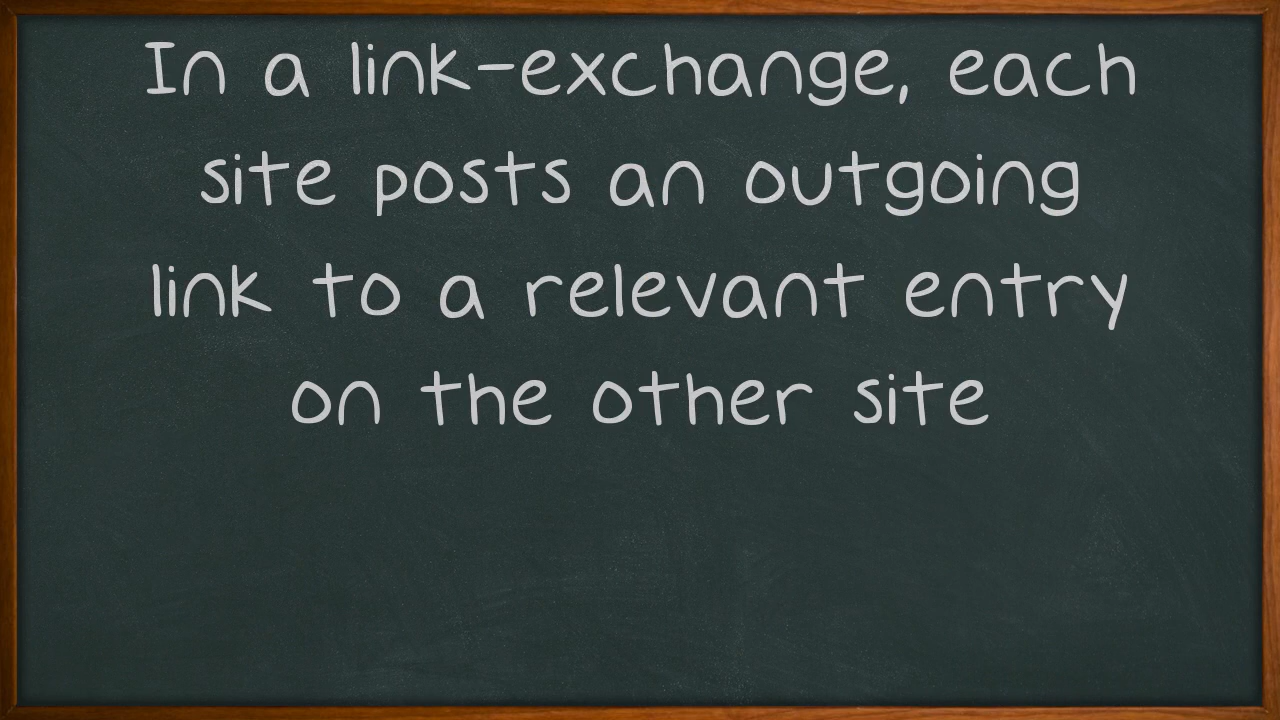 In a link-exchange, each
site posts an outgoing
link to a relevant entry
on the other site